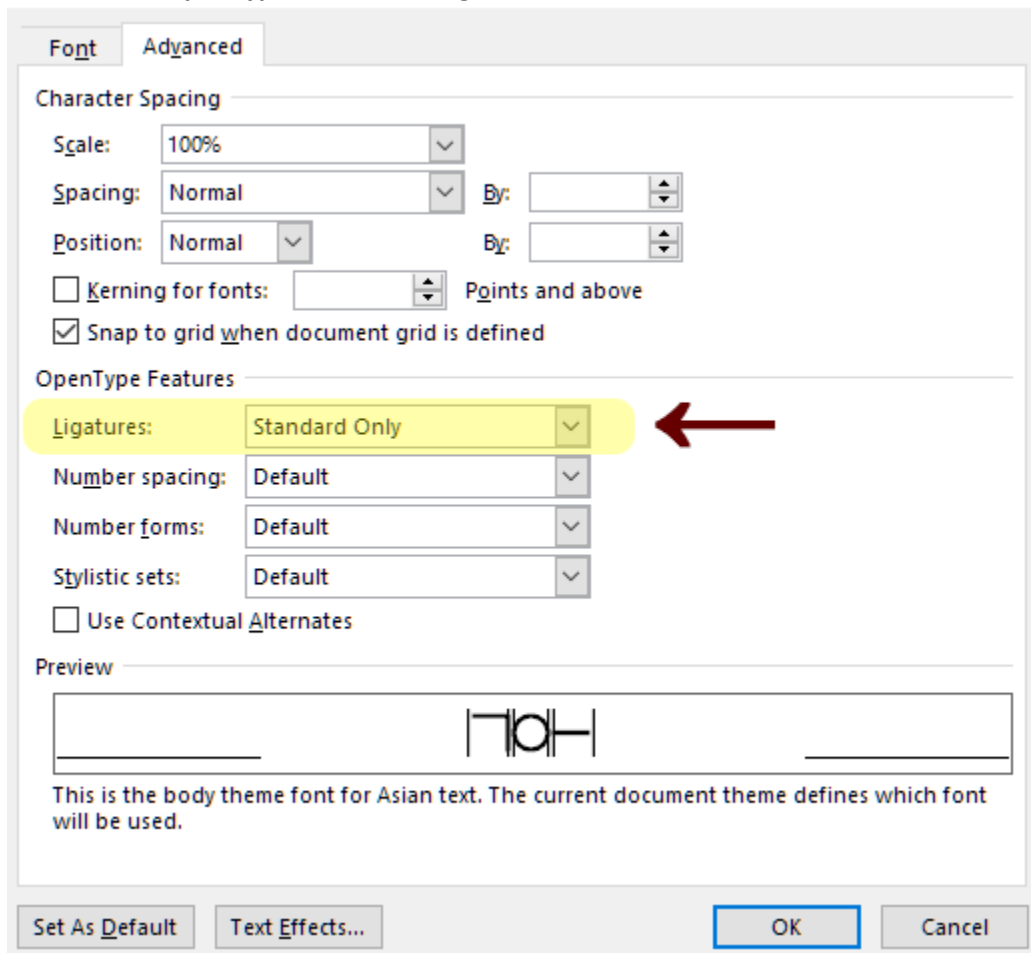 Font Advanced
Character Spacing
Scale: 100%
Spacing: Normal By:
Position: Normal By:
Kerning for fonts: Points and above
Snap to grid when document grid is defined
OpenType Features
Ligatures: Standard Only
Number spacing: Default
Number forms: Default
Stylistic sets: Default
Use Contextual Alternates
Preview
This is the body theme font for Asian text. The current document theme defines which font
will be used.
Set As Default Text Effects... OK Cancel